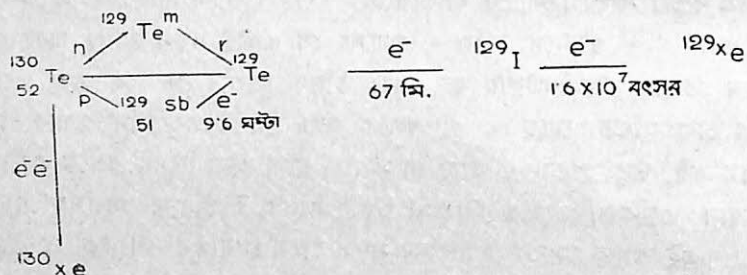 129 Te m
n r
130 Te 129 Te e⁻ 129 I e⁻ 129 xe
52 67 মি. 1·6 X 10⁷ বৎসর
p 129 sb e⁻
51 9·6 ঘন্টা
e⁻e⁻
130 xe